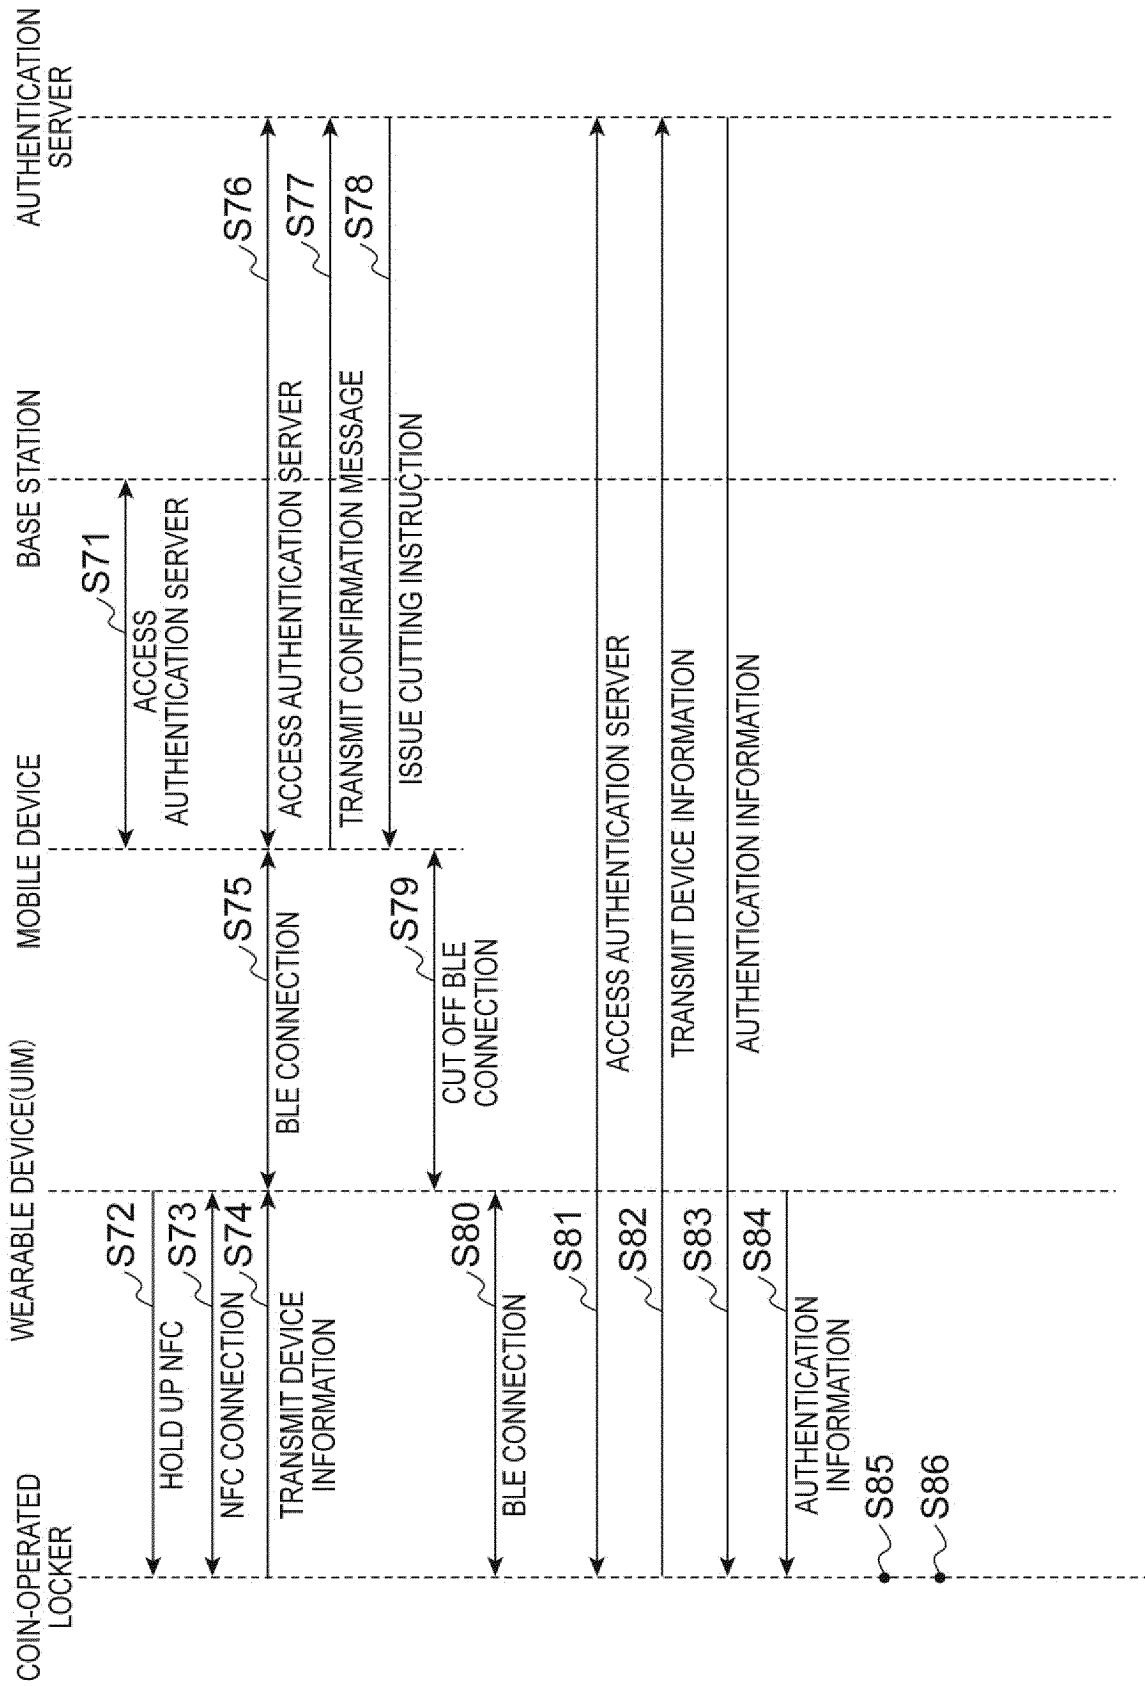 COIN-OPERATED
LOCKER
WEARABLE DEVICE(UIM)
MOBILE DEVICE
BASE STATION
AUTHENTICATION
SERVER
S71
ACCESS
AUTHENTICATION SERVER
S72
HOLD UP NFC
S73
NFC CONNECTION
S74
TRANSMIT DEVICE
INFORMATION
S75
BLE CONNECTION
S76
ACCESS AUTHENTICATION SERVER
S77
TRANSMIT CONFIRMATION MESSAGE
S78
ISSUE CUTTING INSTRUCTION
S79
CUT OFF BLE
CONNECTION
S80
BLE CONNECTION
S81
ACCESS AUTHENTICATION SERVER
S82
TRANSMIT DEVICE INFORMATION
S83
AUTHENTICATION INFORMATION
S84
AUTHENTICATION
INFORMATION
S85
S86